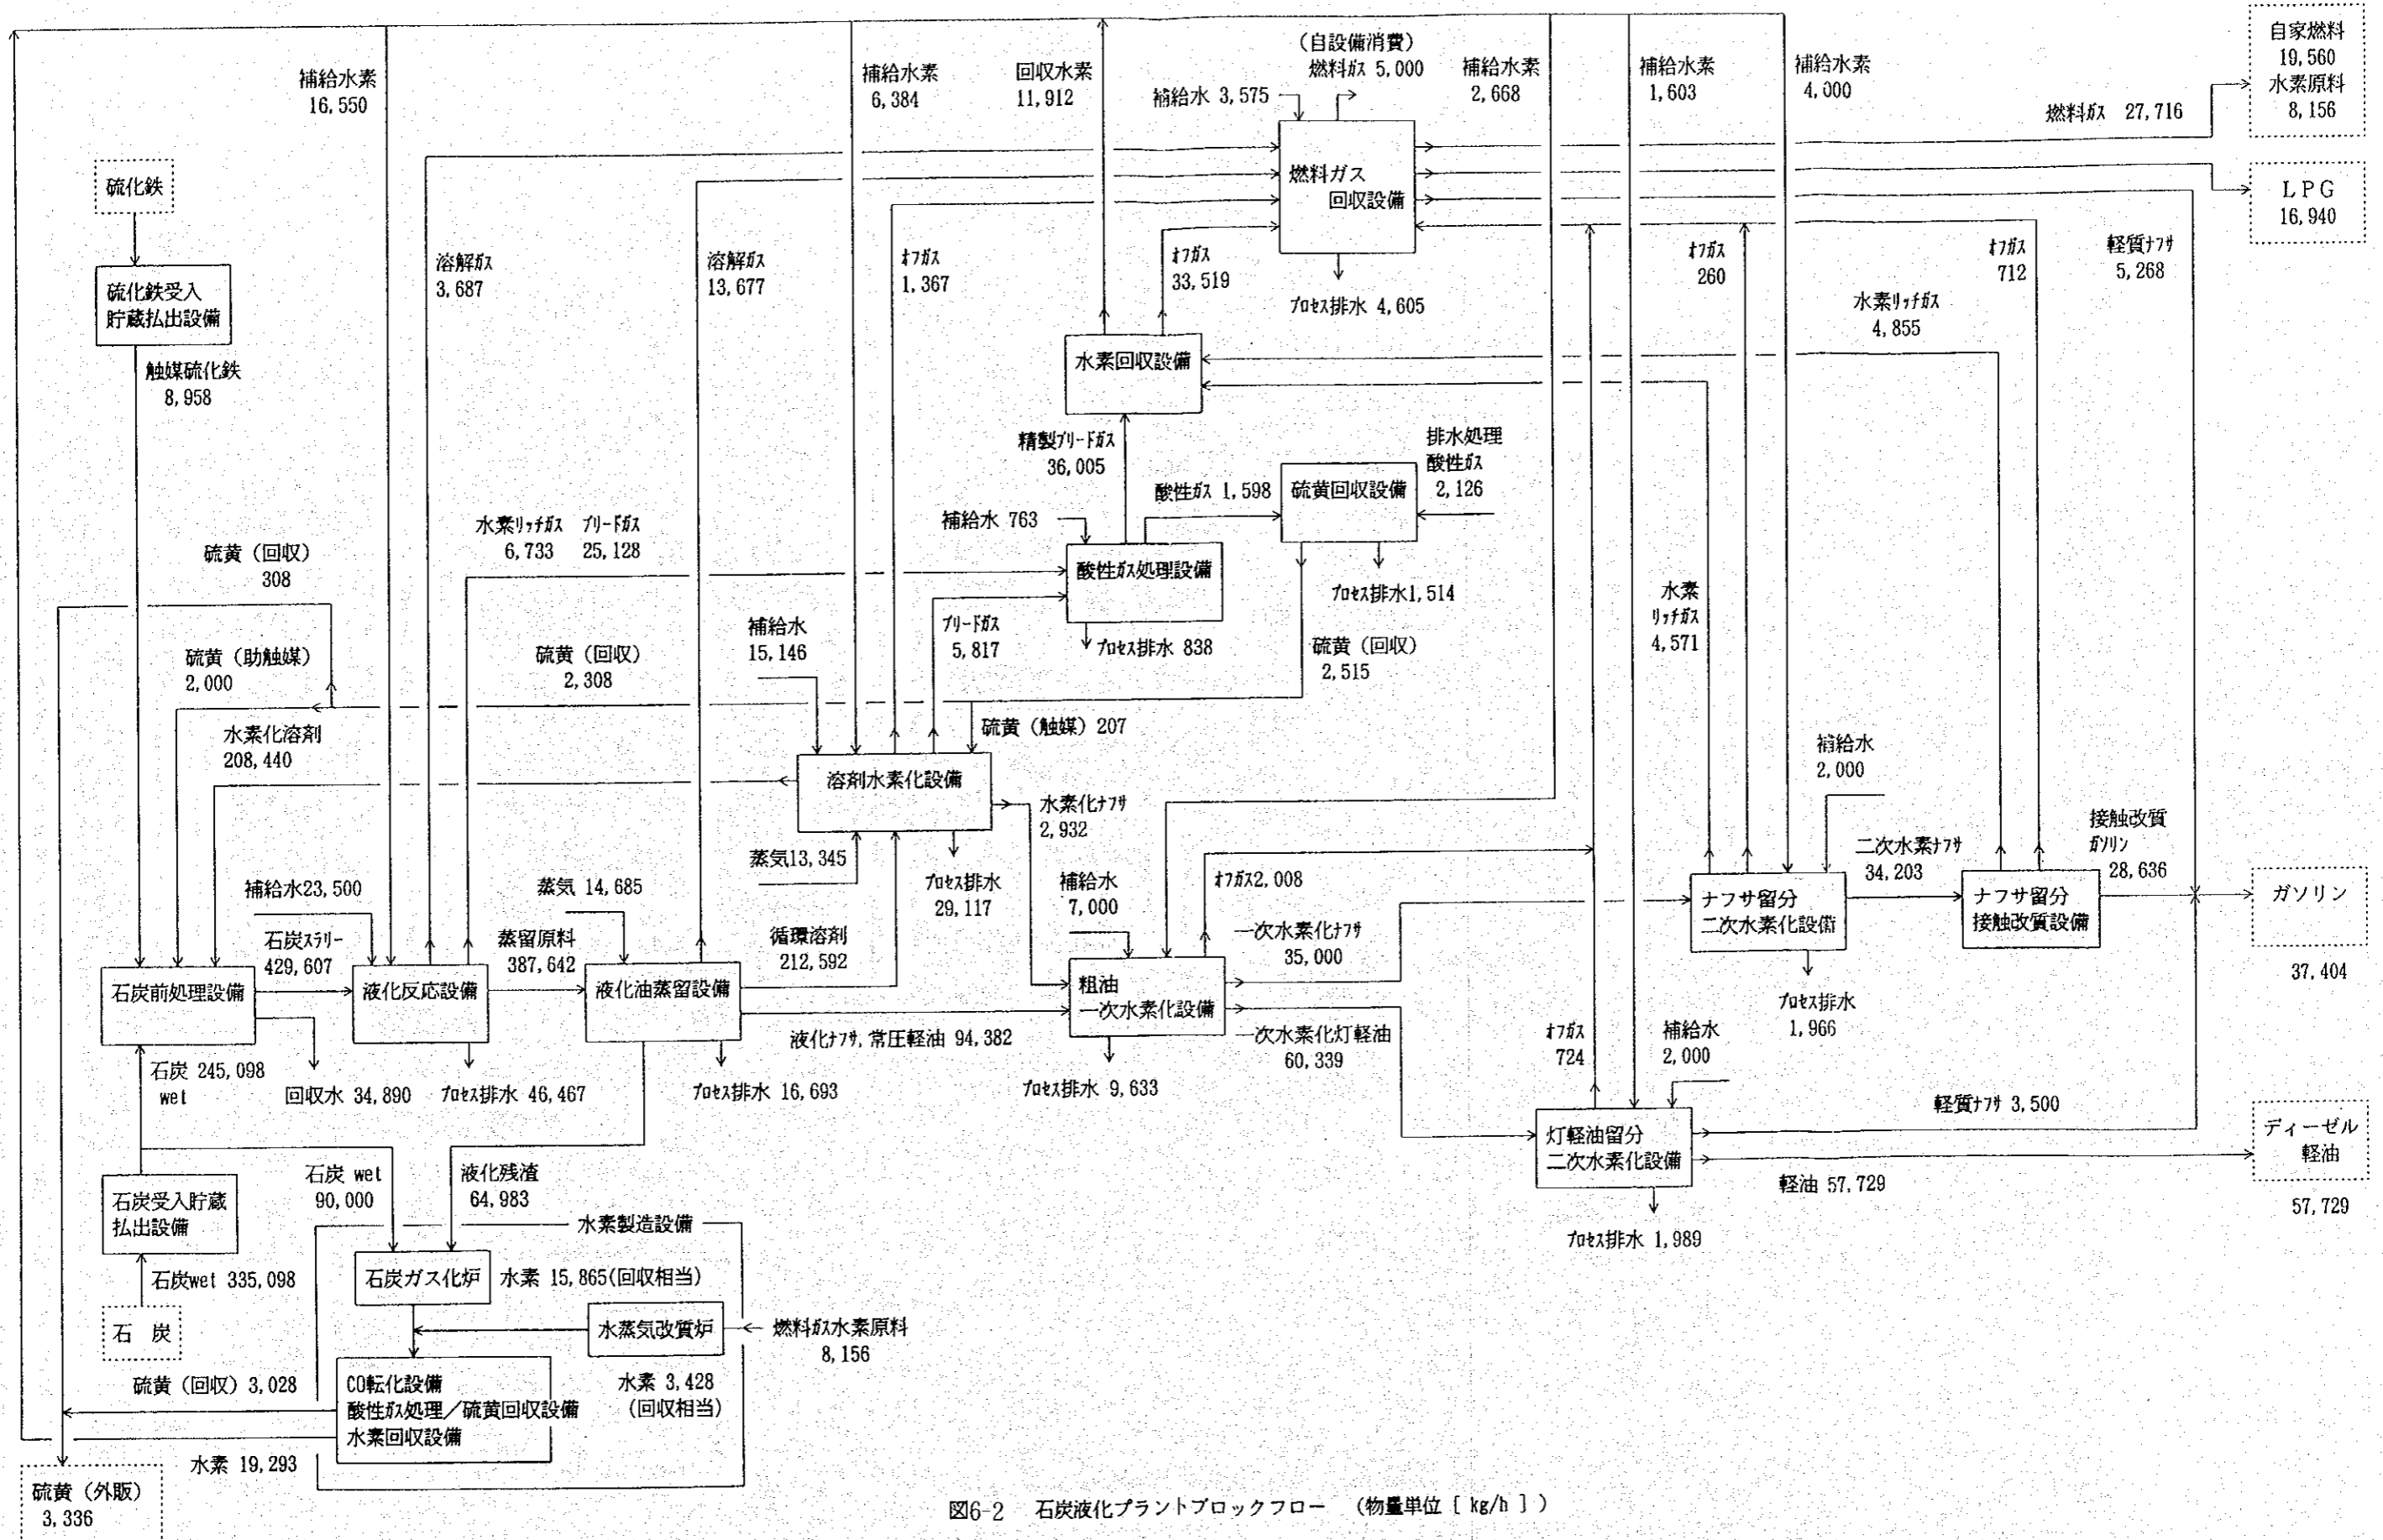 自家燃料
19,560
水素原料
8,156
(自設備消費)
燃料ガス 5,000
補給水素
16,550
補給水素
6,384
回収水素
11,912
補給水 3,575
補給水素
2,668
補給水素
1,603
補給水素
4,000
燃料ガス 27,716
硫化鉄
燃料ガス
回収設備
LPG
16,940
硫化鉄受入
貯蔵払出設備
溶解ガス
3,687
溶解ガス
13,677
オフガス
1,367
オフガス
33,519
プロセス排水 4,605
オフガス
260
オフガス
712
軽質ナフサ
5,268
水素リッチガス
4,855
触媒硫化鉄
8,958
水素回収設備
精製ブリードガス
36,005
酸性ガス 1,598
硫黄回収設備
排水処理
酸性ガス
2,126
補給水 763
水素リッチガス
6,733
ブリードガス
25,128
硫黄(回収)
308
酸性ガス処理設備
プロセス排水1,514
水素
リッチガス
4,571
硫黄(助触媒)
2,000
硫黄(回収)
2,308
補給水
15,146
ブリードガス
5,817
プロセス排水 838
硫黄(回収)
2,515
水素化溶剤
208,440
硫黄(触媒) 207
溶剤水素化設備
水素化ナフサ
2,932
補給水
2,000
蒸気13,345
プロセス排水
29,117
補給水
7,000
オフガス2,008
二次水素ナフサ
34,203
接触改質
ガソリン
28,636
補給水23,500
蒸気 14,685
石炭スラリー
429,607
蒸留原料
387,642
循環溶剤
212,592
一次水素化ナフサ
35,000
ナフサ留分
二次水素化設備
ナフサ留分
接触改質設備
ガソリン
37,404
石炭前処理設備
液化反応設備
液化油蒸留設備
粗油
一次水素化設備
プロセス排水
1,966
液化ナフサ,常圧軽油 94,382
一次水素化灯軽油
60,339
オフガス
724
補給水
2,000
石炭 245,098
wet
回収水 34,890
プロセス排水 46,467
プロセス排水 16,693
プロセス排水 9,633
軽質ナフサ 3,500
灯軽油留分
二次水素化設備
ディーゼル
軽油
57,729
軽油 57,729
石炭受入貯蔵
払出設備
石炭 wet
90,000
液化残渣
64,983
水素製造設備
プロセス排水 1,989
石炭wet 335,098
石炭ガス化炉
水素 15,865(回収相当)
石 炭
水蒸気改質炉
燃料ガス水素原料
8,156
硫黄(回収) 3,028
CO転化設備
酸性ガス処理/硫黄回収設備
水素回収設備
水素 3,428
(回収相当)
水素 19,293
硫黄(外販)
3,336
図6-2 石炭液化プラントブロックフロー (物量単位 [ kg/h ] )